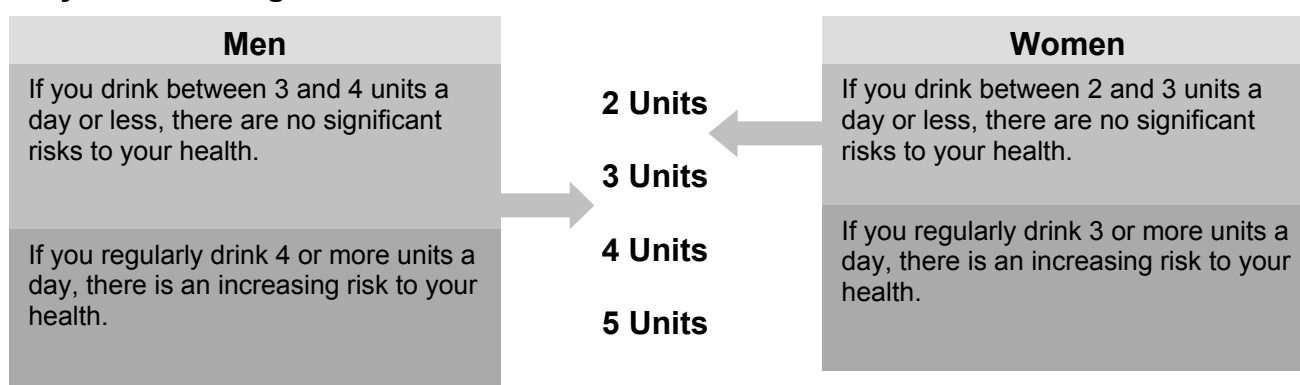 Men
If you drink between 3 and 4 units a
day or less, there are no significant
risks to your health.
If you regularly drink 4 or more units a
day, there is an increasing risk to your
health.
2 Units
3 Units
4 Units
5 Units
Women
If you drink between 2 and 3 units a
day or less, there are no significant
risks to your health.
If you regularly drink 3 or more units a
day, there is an increasing risk to your
health.